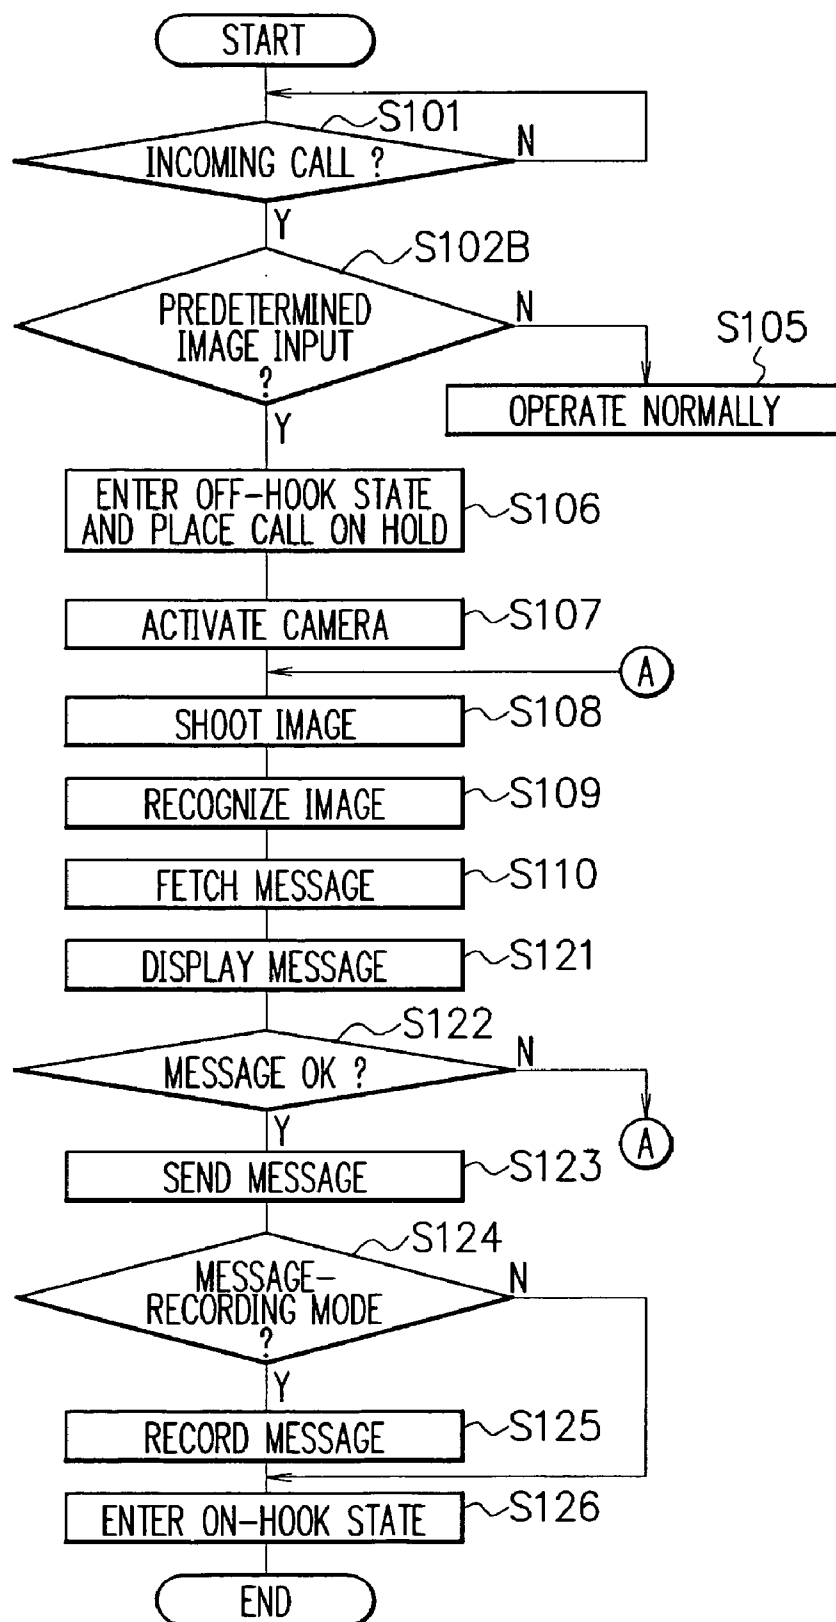 START
S101
INCOMING CALL ?
N
Y
S102B
PREDETERMINED
IMAGE INPUT
?
N
Y
S105
OPERATE NORMALLY
ENTER OFF-HOOK STATE
AND PLACE CALL ON HOLD
S106
ACTIVATE CAMERA
S107
A
SHOOT IMAGE
S108
RECOGNIZE IMAGE
S109
FETCH MESSAGE
S110
DISPLAY MESSAGE
S121
S122
MESSAGE OK ?
N
Y
A
SEND MESSAGE
S123
S124
MESSAGE-
RECORDING MODE
?
N
Y
RECORD MESSAGE
S125
ENTER ON-HOOK STATE
S126
END